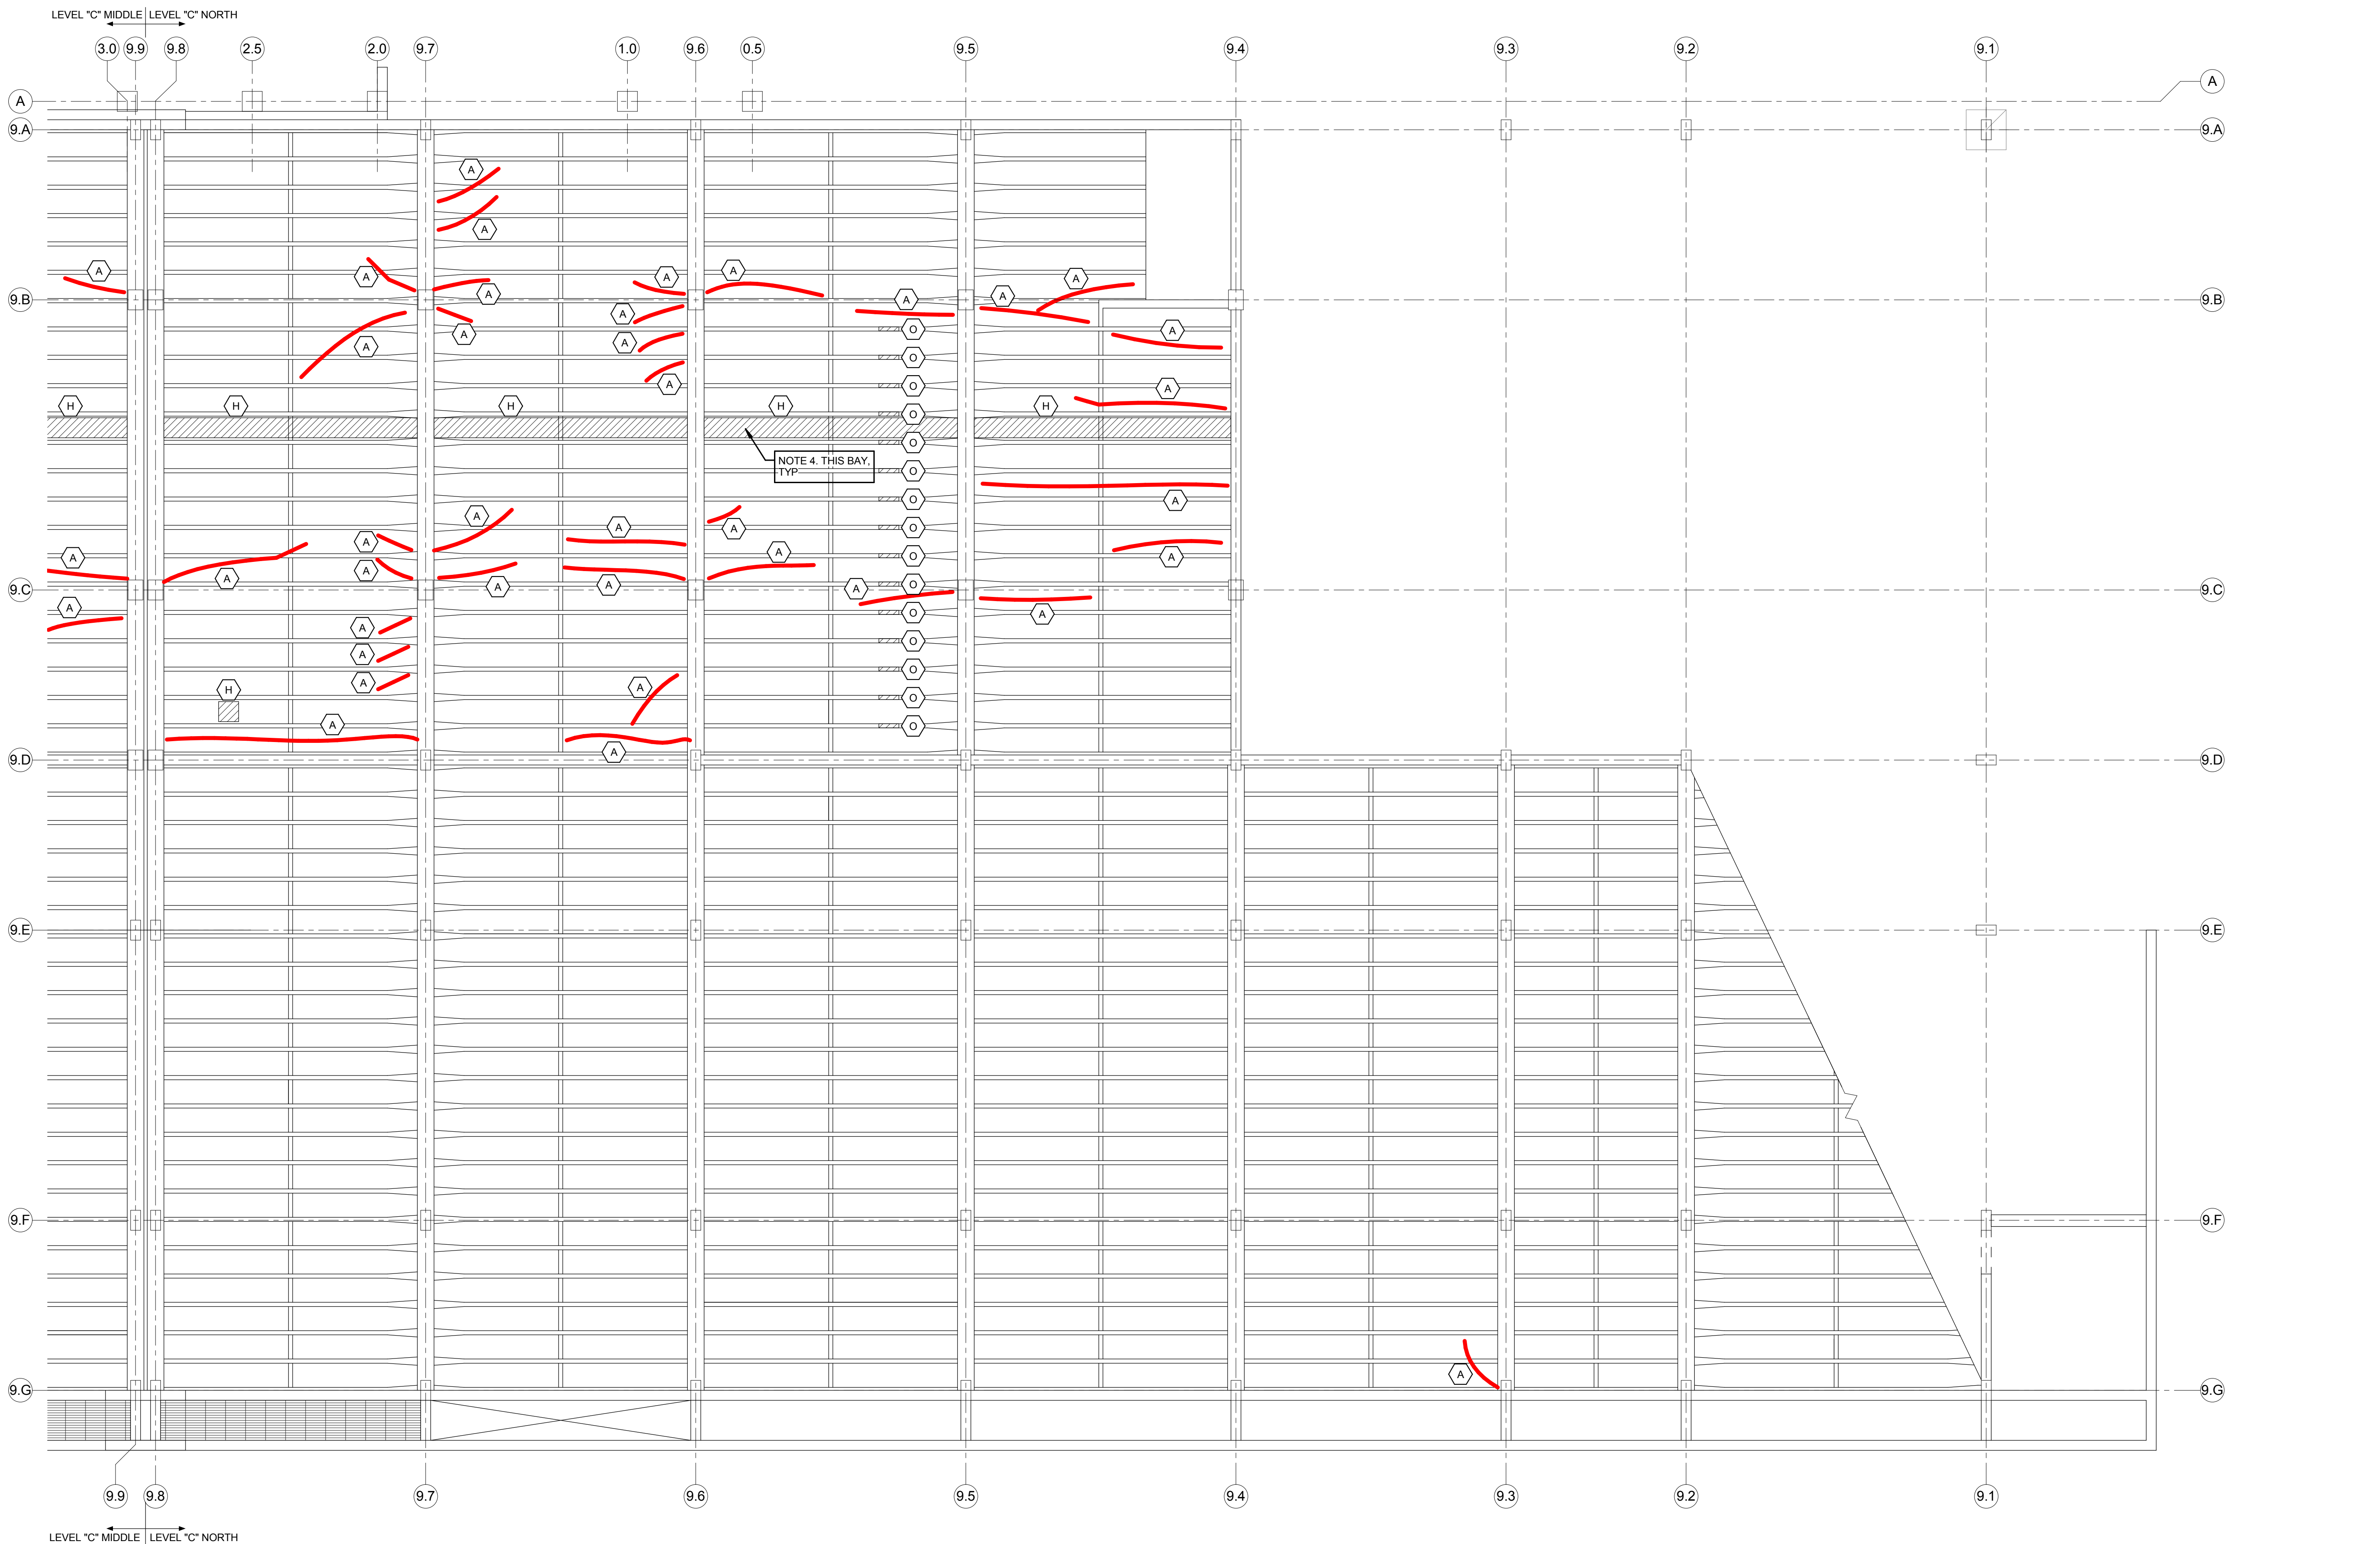 LEVEL "C" MIDDLE LEVEL "C" NORTH
3.0 9.9 9.8 2.5 2.0 9.7 1.0 9.6 0.5 9.5 9.4 9.3 9.2 9.1
A
A
9.A 9.A
A
A
A A A A A A
A A A A
9.B 9.B
A O A
A A A
O
A O A
H H H H H
O
O
NOTE 4. THIS BAY,
TYP
O
O A
A A A O
A
A A A O A
A A A A O
9.C A 9.C
A O A
A O
A O
A A O
H
A O
A
9.D 9.D
9.E 9.E
9.F 9.F
A
9.G 9.G
9.9 9.8 9.7 9.6 9.5 9.4 9.3 9.2 9.1
LEVEL "C" MIDDLE LEVEL "C" NORTH